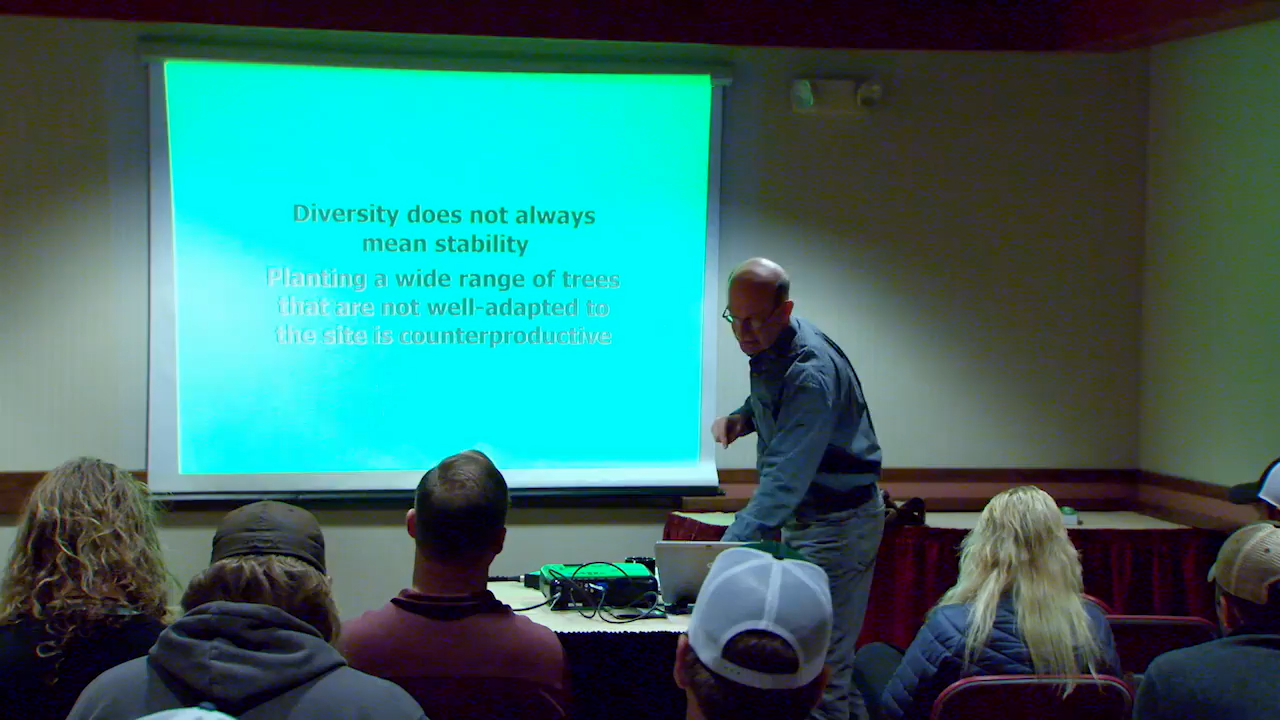 Diversity does not always
mean stability
Planting a wide range of trees
that are not well-adapted to
the site is counterproductive